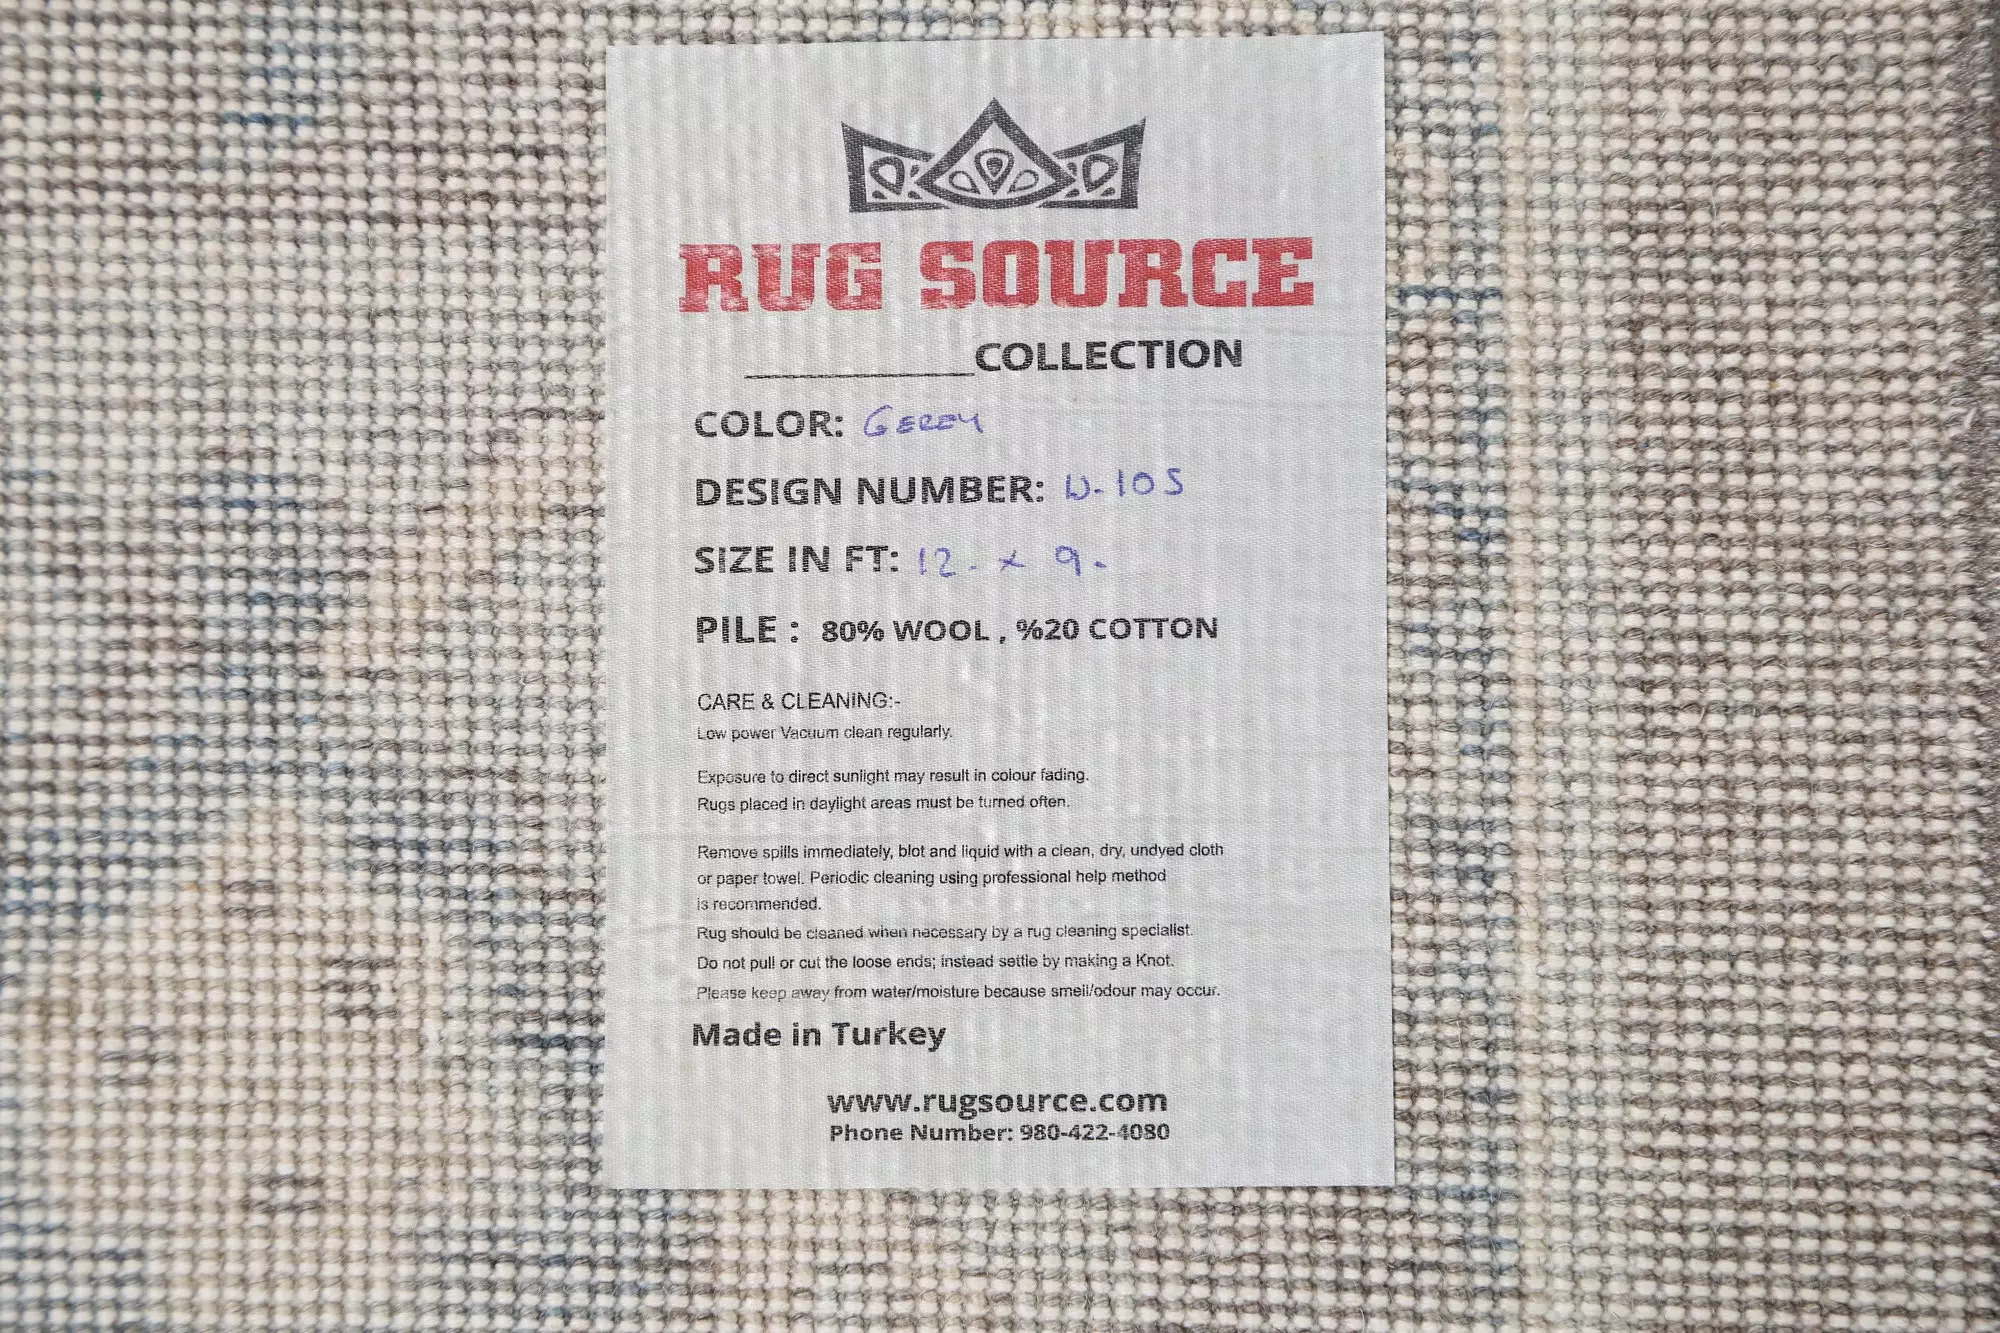 RUG SOURCE
____________COLLECTION
COLOR: GEREY
DESIGN NUMBER: W-105
SIZE IN FT: 12. x 9.
PILE : 80% WOOL , %20 COTTON
CARE & CLEANING:-
Low power Vacuum clean regularly.
Exposure to direct sunlight may result in colour fading.
Rugs placed in daylight areas must be turned often.
Remove spills immediately, blot and liquid with a clean, dry, undyed cloth
or paper towel. Periodic cleaning using professional help method
is recommended.
Rug should be cleaned when necessary by a rug cleaning specialist.
Do not pull or cut the loose ends; instead settle by making a Knot.
Please keep away from water/moisture because smell/odour may occur.
Made in Turkey
www.rugsource.com
Phone Number: 980-422-4080